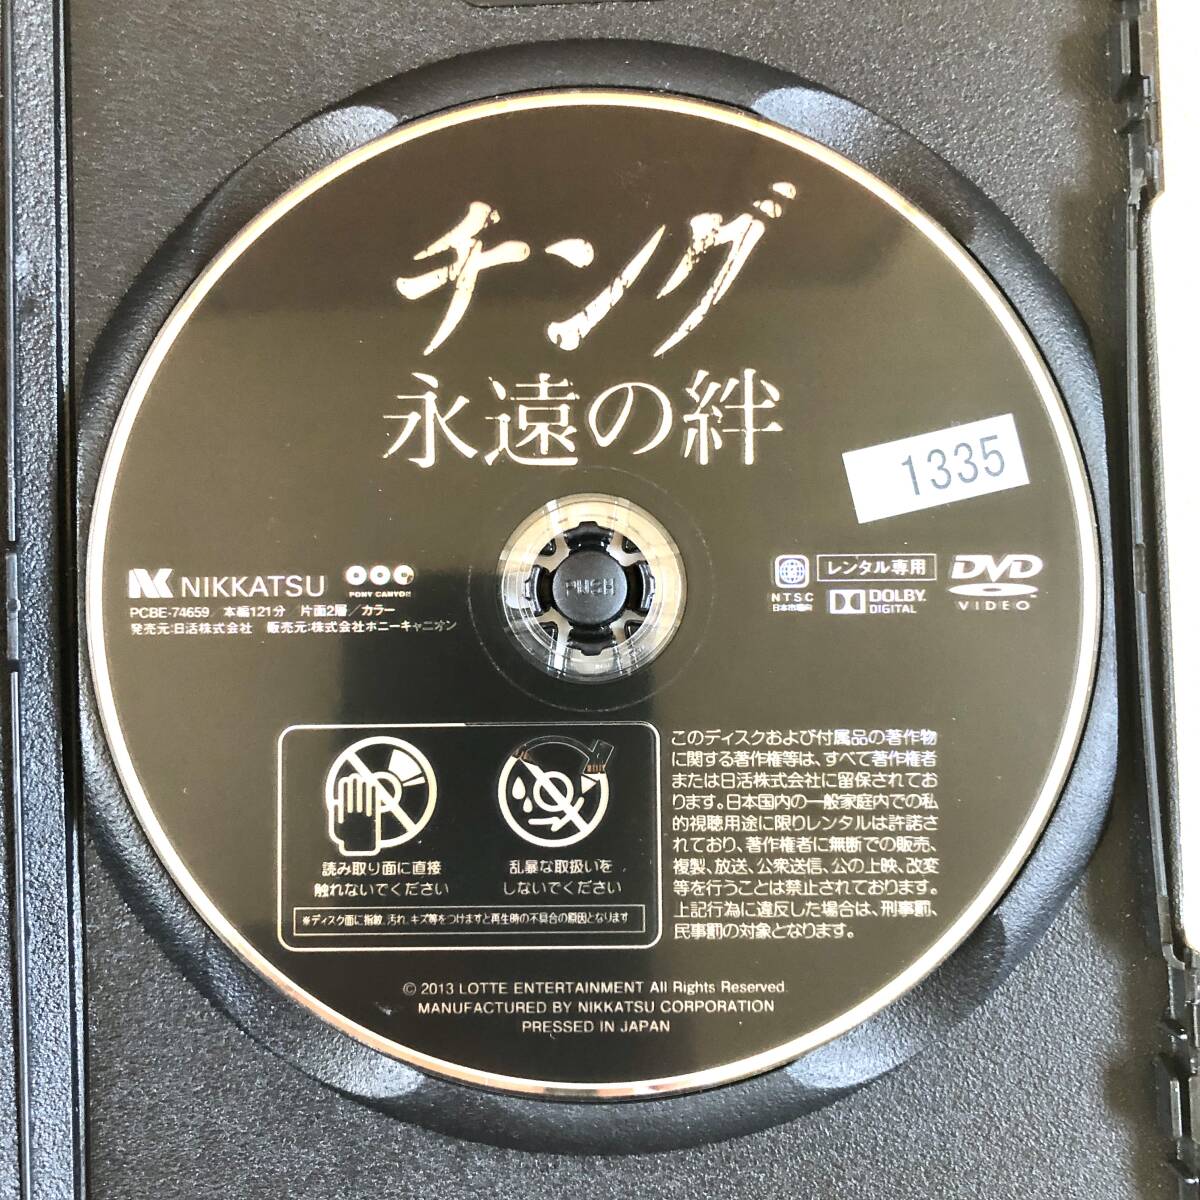 チング
永遠の絆
1335
NIKKATSU
PONY CANYON
PCBE-74659／本編121分／片面2層／カラー
発売元:日活株式会社 販売元:株式会社ポニーキャニオン
PUSH
NTSC
日本市場向
レンタル専用
DOLBY
DIGITAL
DVD
VIDEO
読み取り面に直接
触れないでください
乱暴な取扱いを
しないでください
※ディスク面に指紋、汚れ、キズ等をつけますと再生時の不具合の原因となります
このディスクおよび付属品の著作物
に関する著作権等は、すべて著作権者
または日活株式会社に留保されてお
ります。日本国内の一般家庭内での私
的視聴用途に限りレンタルは許諾さ
れており、著作権者に無断での販売、
複製、放送、公衆送信、公の上映、改変
等を行うことは禁止されております。
上記行為に違反した場合は、刑事罰、
民事罰の対象となります。
© 2013 LOTTE ENTERTAINMENT All Rights Reserved.
MANUFACTURED BY NIKKATSU CORPORATION
PRESSED IN JAPAN